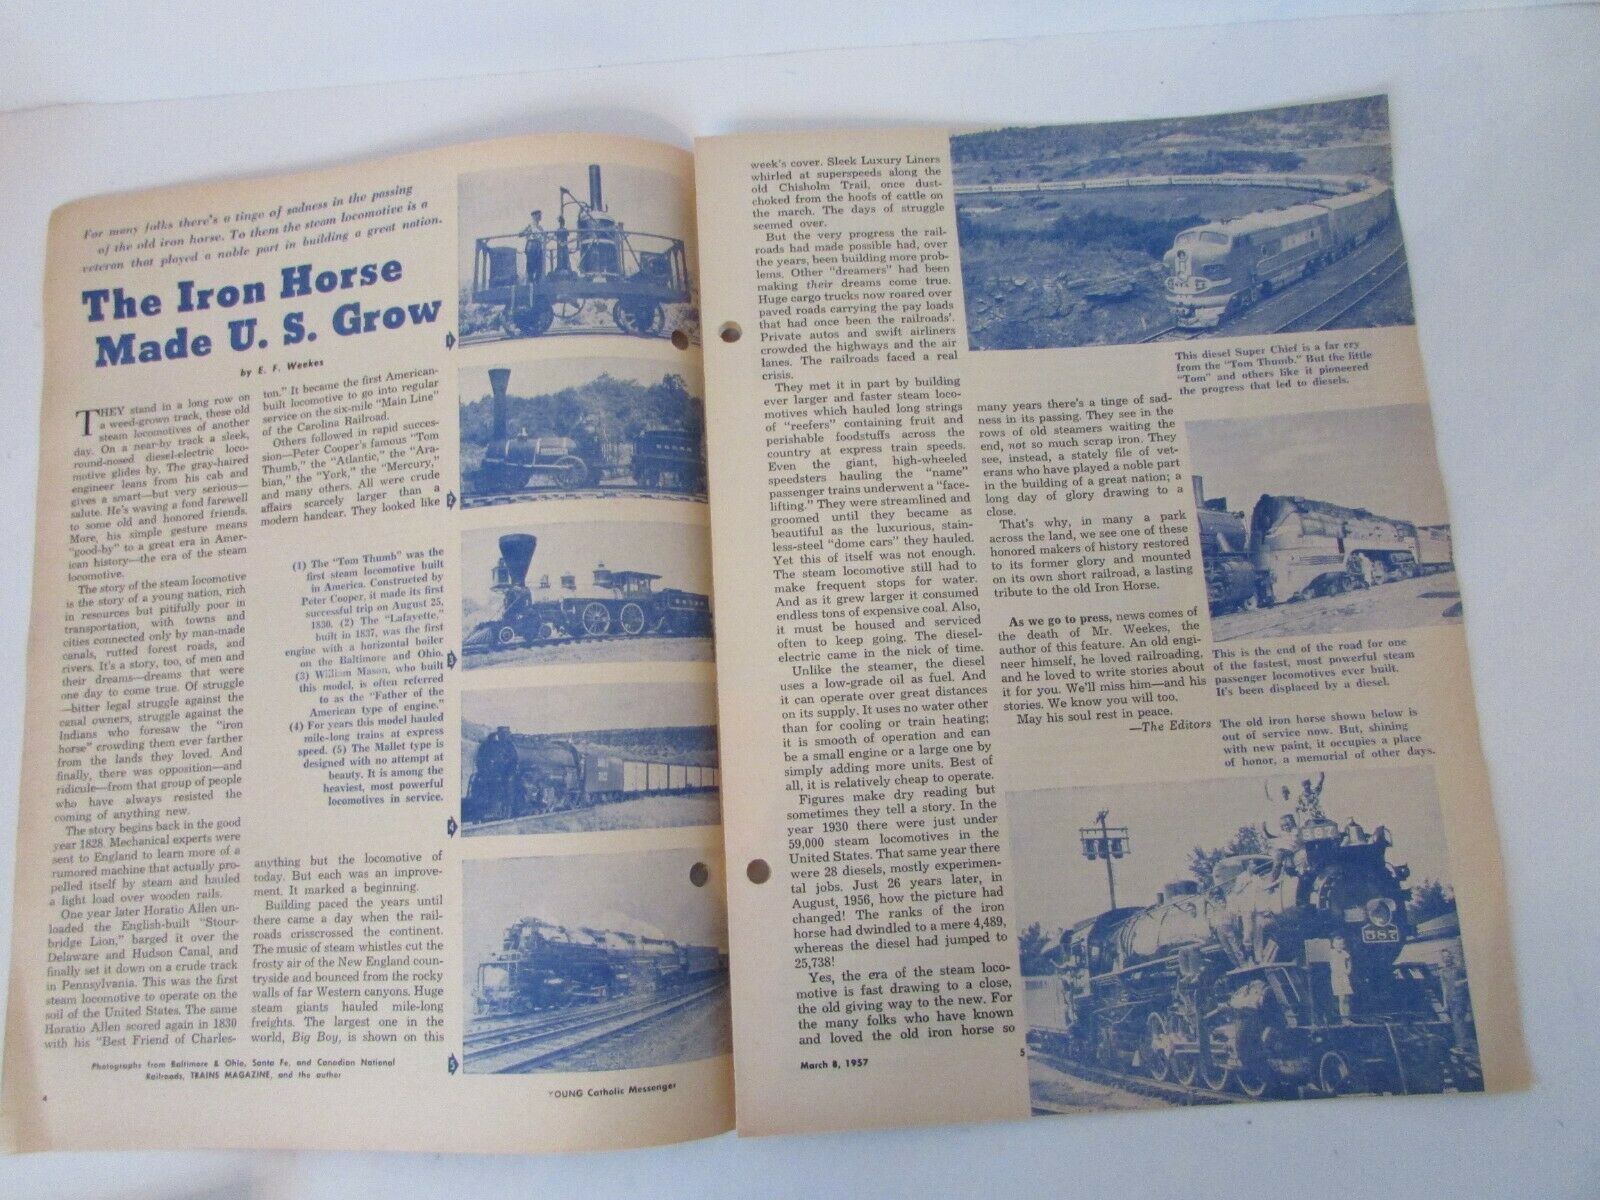 For many folks there's a tinge of sadness in the passing
of the old iron horse. To them the steam locomotive is a
veteran that played a noble part in building a great nation.
The Iron Horse
Made U. S. Grow
by E. F. Weekes
THEY stand in a long row on
a weed-grown track, these old
steam locomotives of another
day. On a near-by track a sleek,
round-nosed diesel-electric loco-
motive glides by. The gray-haired
engineer leans from his cab and
gives a smart—but very serious—
salute. He's waving a fond farewell
to some old and honored friends.
More, his simple gesture means
"good-by" to a great era in Amer-
ican history—the era of the steam
locomotive.
The story of the steam locomotive
is the story of a young nation, rich
in resources but pitifully poor in
transportation, with towns and
cities connected only by man-made
canals, rutted forest roads, and
rivers. It's a story, too, of men and
their dreams—dreams that were
one day to come true. Of struggle
—bitter legal struggle against the
canal owners, struggle against the
Indians who foresaw the "iron
horse" crowding them ever farther
from the lands they loved. And
finally, there was opposition—and
ridicule—from that group of people
who have always resisted the
coming of anything new.
The story begins back in the good
year 1828. Mechanical experts were
sent to England to learn more of a
rumored machine that actually pro-
pelled itself by steam and hauled
a light load over wooden rails.
One year later Horatio Allen un-
loaded the English-built "Stour-
bridge Lion," barged it over the
Delaware and Hudson Canal, and
finally set it down on a crude track
in Pennsylvania. This was the first
steam locomotive to operate on the
soil of the United States. The same
Horatio Allen scored again in 1830
with his "Best Friend of Charles-
ton." It became the first American-
built locomotive to go into regular
service on the six-mile "Main Line"
of the Carolina Railroad.
Others followed in rapid succes-
sion—Peter Cooper's famous "Tom
Thumb," the "Atlantic," the "Ara-
bian," the "York," the "Mercury,"
and many others. All were crude
affairs scarcely larger than a
modern handcar. They looked like
(1) The "Tom Thumb" was the
first steam locomotive built
in America. Constructed by
Peter Cooper, it made its first
successful trip on August 25,
1830. (2) The "Lafayette,"
built in 1837, was the first
engine with a horizontal boiler
on the Baltimore and Ohio.
(3) William Mason, who built
this model, is often referred
to as the "Father of the
American type of engine."
(4) For years this model hauled
mile-long trains at express
speed. (5) The Mallet type is
designed with no attempt at
beauty. It is among the
heaviest, most powerful
locomotives in service.
anything but the locomotive of
today. But each was an improve-
ment. It marked a beginning.
Building paced the years until
there came a day when the rail-
roads crisscrossed the continent.
The music of steam whistles cut the
frosty air of the New England coun-
tryside and bounced from the rocky
walls of far Western canyons. Huge
steam giants hauled mile-long
freights. The largest one in the
world, Big Boy, is shown on this
1
2
3
4
5
Photographs from Baltimore & Ohio, Santa Fe, and Canadian National
Railroads, TRAINS MAGAZINE, and the author
4
YOUNG Catholic Messenger
week's cover. Sleek Luxury Liners
whirled at superspeeds along the
old Chisholm Trail, once dust-
choked from the hoofs of cattle on
the march. The days of struggle
seemed over.
But the very progress the rail-
roads had made possible had, over
the years, been building more prob-
lems. Other "dreamers" had been
making their dreams come true.
Huge cargo trucks now roared over
paved roads carrying the pay loads
that had once been the railroads'.
Private autos and swift airliners
crowded the highways and the air
lanes. The railroads faced a real
crisis.
They met it in part by building
ever larger and faster steam loco-
motives which hauled long strings
of "reefers" containing fruit and
perishable foodstuffs across the
country at express train speeds.
Even the giant, high-wheeled
speedsters hauling the "name"
passenger trains underwent a "face-
lifting." They were streamlined and
groomed until they became as
beautiful as the luxurious, stain-
less-steel "dome cars" they hauled.
Yet this of itself was not enough.
The steam locomotive still had to
make frequent stops for water.
And as it grew larger it consumed
endless tons of expensive coal. Also,
it must be housed and serviced
often to keep going. The diesel-
electric came in the nick of time.
Unlike the steamer, the diesel
uses a low-grade oil as fuel. And
it can operate over great distances
on its supply. It uses no water other
than for cooling or train heating;
it is smooth of operation and can
be a small engine or a large one by
simply adding more units. Best of
all, it is relatively cheap to operate.
Figures make dry reading but
sometimes they tell a story. In the
year 1930 there were just under
59,000 steam locomotives in the
United States. That same year there
were 28 diesels, mostly experimen-
tal jobs. Just 26 years later, in
August, 1956, how the picture had
changed! The ranks of the iron
horse had dwindled to a mere 4,489,
whereas the diesel had jumped to
25,738!
Yes, the era of the steam loco-
motive is fast drawing to a close,
the old giving way to the new. For
the many folks who have known
and loved the old iron horse so
many years there's a tinge of sad-
ness in its passing. They see in the
rows of old steamers waiting the
end, not so much scrap iron. They
see, instead, a stately file of vet-
erans who have played a noble part
in the building of a great nation; a
long day of glory drawing to a
close.
That's why, in many a park
across the land, we see one of these
honored makers of history restored
to its former glory and mounted
on its own short railroad, a lasting
tribute to the old Iron Horse.
As we go to press, news comes of
the death of Mr. Weekes, the
author of this feature. An old engi-
neer himself, he loved railroading,
and he loved to write stories about
it for you. We'll miss him—and his
stories. We know you will too.
May his soul rest in peace.
—The Editors
This diesel Super Chief is a far cry
from the "Tom Thumb." But the little
"Tom" and others like it pioneered
the progress that led to diesels.
This is the end of the road for one
of the fastest, most powerful steam
passenger locomotives ever built.
It's been displaced by a diesel.
The old iron horse shown below is
out of service now. But, shining
with new paint, it occupies a place
of honor, a memorial of other days.
587
March 8, 1957
5